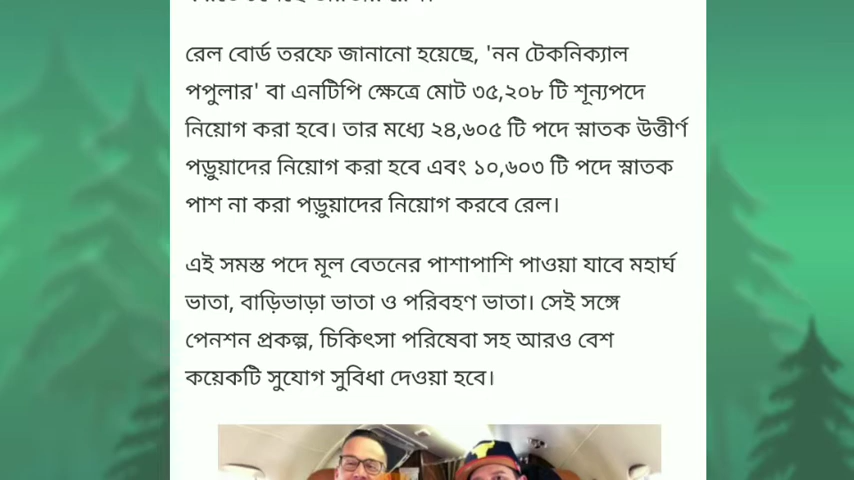 রেল বোর্ড তরফে জানানো হয়েছে, 'নন টেকনিক্যাল
পপুলার' বা এনটিপি ক্ষেত্রে মোট ৩৫,২০৮ টি শূন্যপদে
নিয়োগ করা হবে। তার মধ্যে ২৪,৬০৫ টি পদে স্নাতক উত্তীর্ণ
পড়ুয়াদের নিয়োগ করা হবে এবং ১০,৬০৩ টি পদে স্নাতক
পাশ না করা পড়ুয়াদের নিয়োগ করবে রেল।
এই সমস্ত পদে মূল বেতনের পাশাপাশি পাওয়া যাবে মহার্ঘ
ভাতা, বাড়িভাড়া ভাতা ও পরিবহণ ভাতা। সেই সঙ্গে
পেনশন প্রকল্প, চিকিৎসা পরিষেবা সহ আরও বেশ
কয়েকটি সুযোগ সুবিধা দেওয়া হবে।